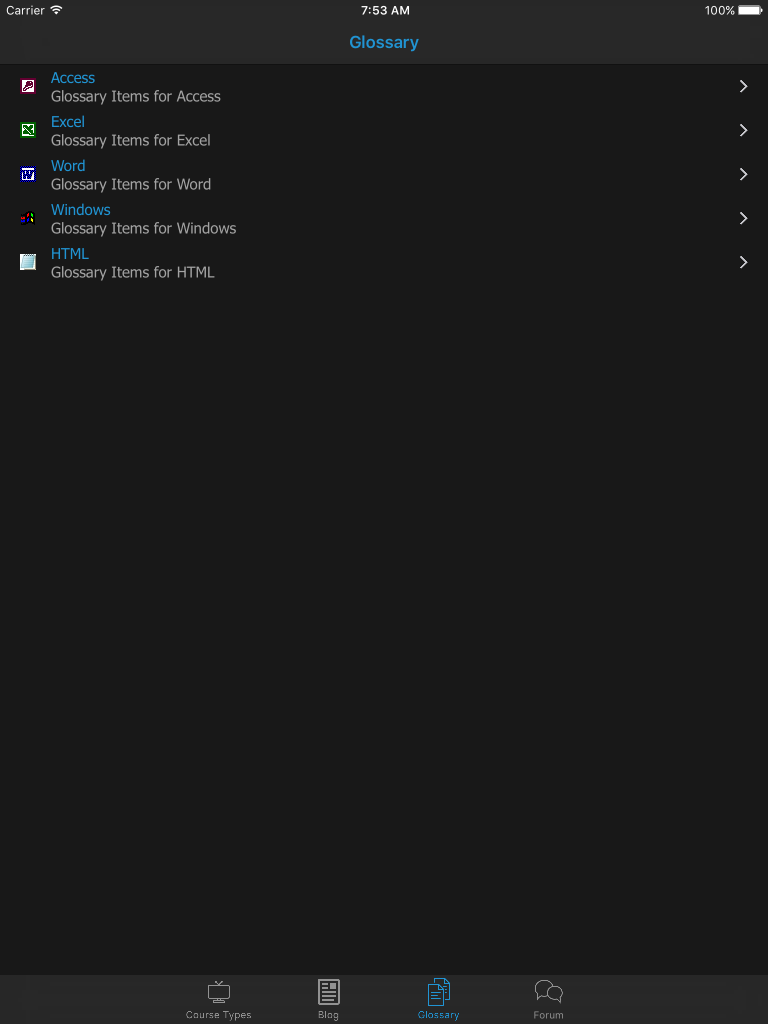 Carrier 7:53 AM 100%
Glossary
Access
Glossary Items for Access
Excel
Glossary Items for Excel
Word
Glossary Items for Word
Windows
Glossary Items for Windows
HTML
Glossary Items for HTML
Course Types Blog Glossary Forum